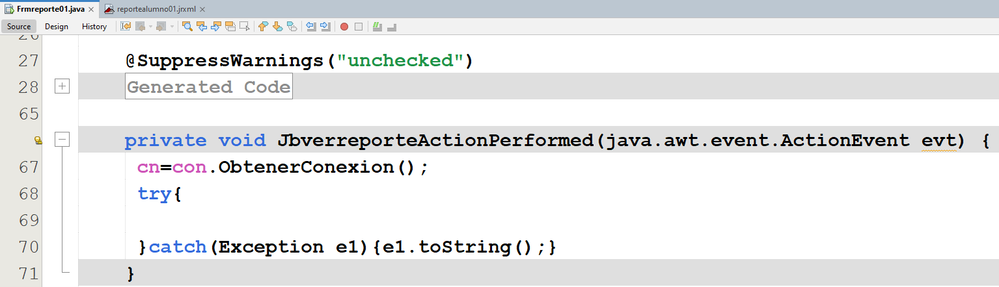 Frmreporte01.java × reportealumno01.jrxml ×
Source Design History
26
27 @SuppressWarnings("unchecked")
28 Generated Code
65
private void JbverreporteActionPerformed(java.awt.event.ActionEvent evt) {
67 cn=con.ObtenerConexion();
68 try{
69
70 }catch(Exception e1){e1.toString();}
71 }